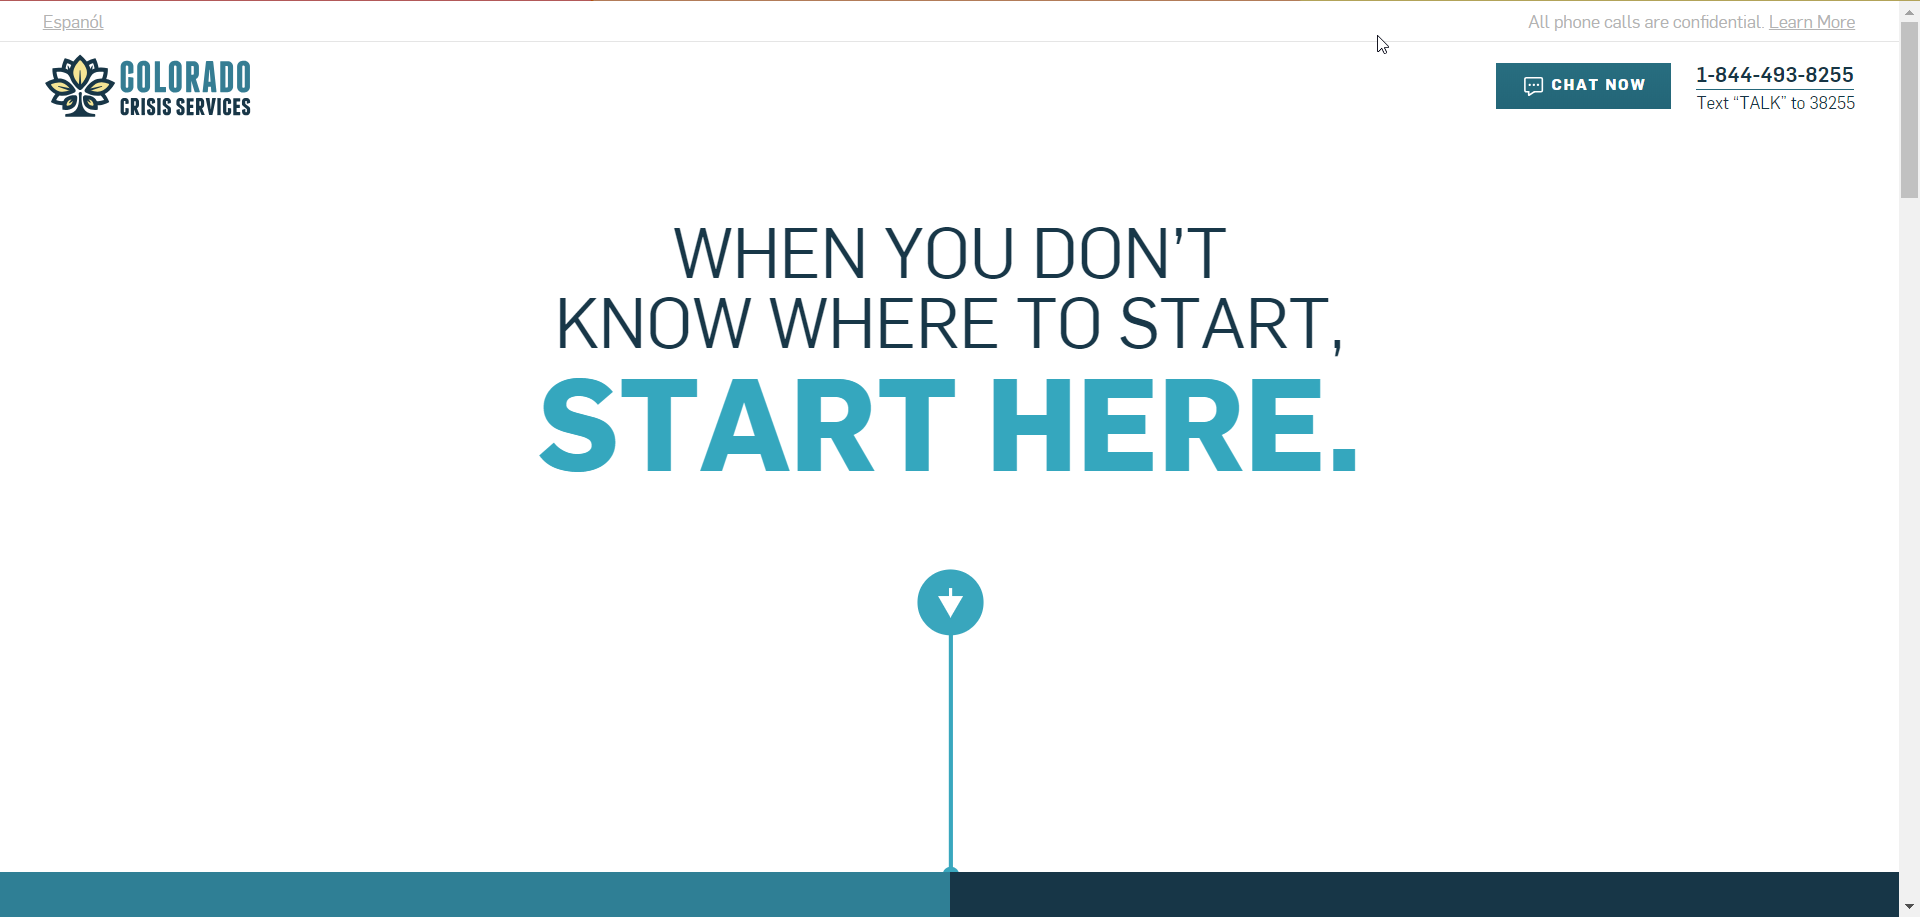 Espanól
All phone calls are confidential. Learn More
COLORADO
CRISIS SERVICES
CHAT NOW
1-844-493-8255
Text “TALK” to 38255
WHEN YOU DON’T
KNOW WHERE TO START,
START HERE.